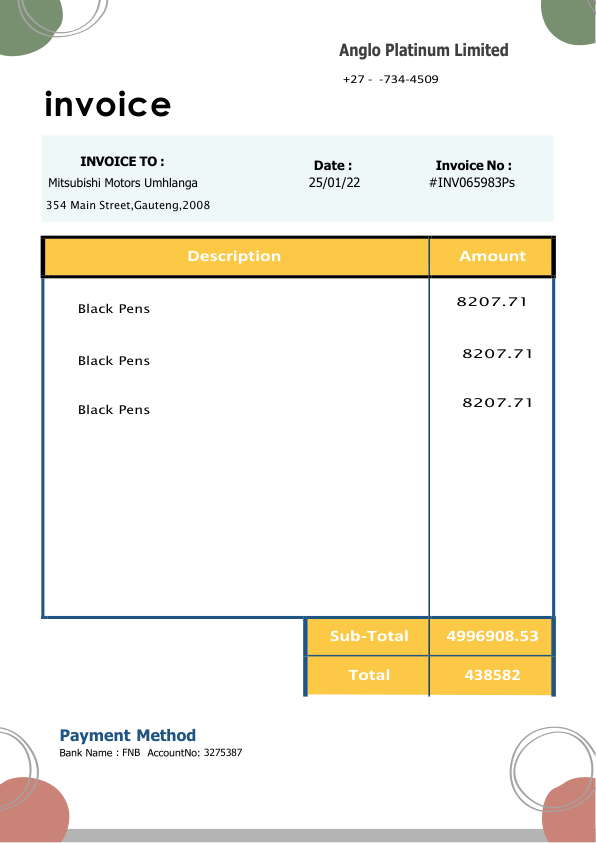 Anglo Platinum Limited
+27 -  -734-4509
invoice
INVOICE TO :
Date :
Invoice No :
Mitsubishi Motors Umhlanga
25/01/22
#INV065983Ps
354 Main Street,Gauteng,2008
Description
Amount
Black Pens
8207.71
Black Pens
8207.71
Black Pens
8207.71
Sub-Total
4996908.53
Total
438582
Payment Method
Bank Name : FNB  AccountNo: 3275387